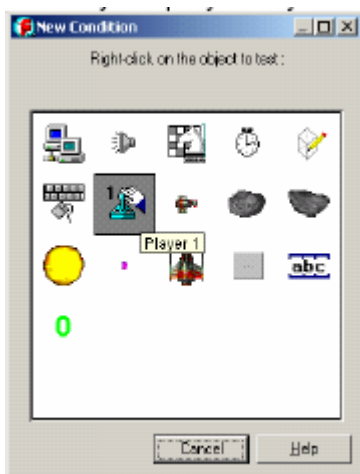 New Condition
Right-click on the object to test :
1
Player 1
...
abc
0
Cancel
Help